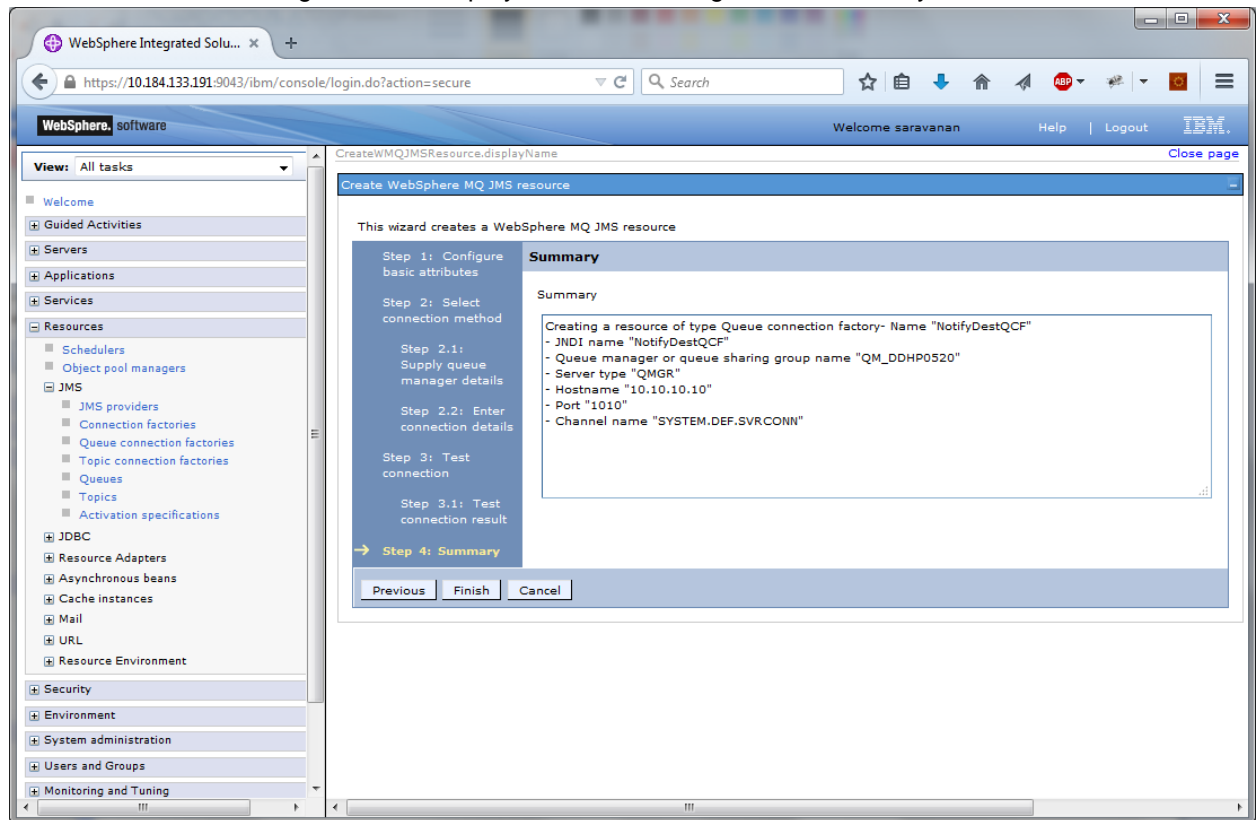 WebSphere Integrated Solu... × +
https://10.184.133.191:9043/ibm/console/login.do?action=secure
Search
ABP
WebSphere. software
Welcome saravanan
Help | Logout
IBM.
View: All tasks
Welcome
Guided Activities
Servers
Applications
Services
Resources
Schedulers
Object pool managers
JMS
JMS providers
Connection factories
Queue connection factories
Topic connection factories
Queues
Topics
Activation specifications
JDBC
Resource Adapters
Asynchronous beans
Cache instances
Mail
URL
Resource Environment
Security
Environment
System administration
Users and Groups
Monitoring and Tuning
CreateWMQJMSResource.displayName
Close page
Create WebSphere MQ JMS resource
This wizard creates a WebSphere MQ JMS resource
Step 1: Configure
basic attributes
Step 2: Select
connection method
Step 2.1:
Supply queue
manager details
Step 2.2: Enter
connection details
Step 3: Test
connection
Step 3.1: Test
connection result
Step 4: Summary
Summary
Summary
Creating a resource of type Queue connection factory- Name "NotifyDestQCF"
- JNDI name "NotifyDestQCF"
- Queue manager or queue sharing group name "QM_DDHP0520"
- Server type "QMGR"
- Hostname "10.10.10.10"
- Port "1010"
- Channel name "SYSTEM.DEF.SVRCONN"
Previous Finish Cancel